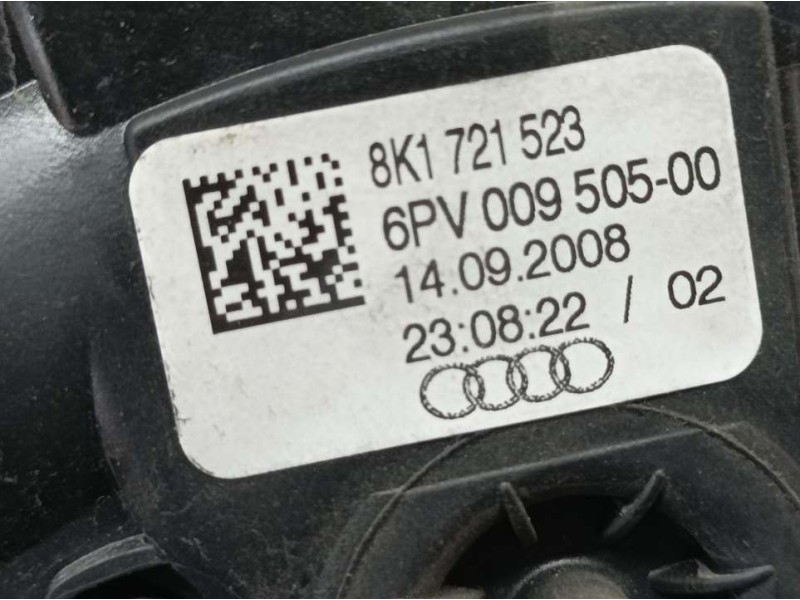 8K1 721 523
6PV 009 505-00
14.09.2008
23:08:22 / 02